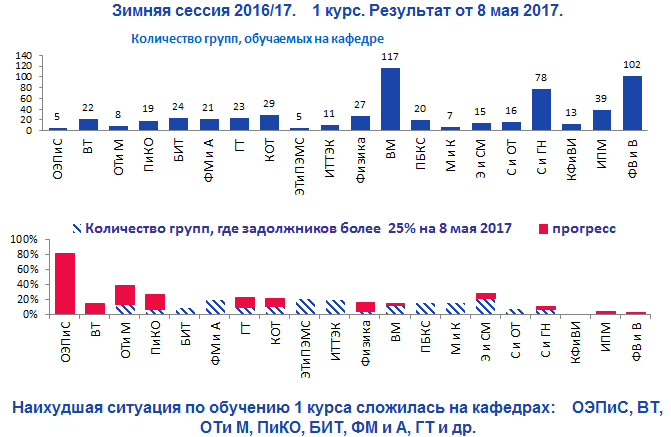 Зимняя сессия 2016/17. 1 курс. Результат от 8 мая 2017.
Количество групп, обучаемых на кафедре
140
120
100
80
60
40
20
0
5 22 8 19 24 21 23 29 5 11 27 117 20 7 15 16 78 13 39 102
ОЭПиС ВТ ОТи М ПиКО БИТ ФМ и А ГТ КОТ ЭТиПЭМС ИТТЭК Физика ВМ ПБКС М и К Э и СМ С и ОТ С и ГН КФиВИ ИПМ ФВ и В
Количество групп, где задолжников более 25% на 8 мая 2017 прогресс
100%
80%
60%
40%
20%
0%
ОЭПиС ВТ ОТи М ПиКО БИТ ФМ и А ГТ КОТ ЭТиПЭМС ИТТЭК Физика ВМ ПБКС М и К Э и СМ С и ОТ С и ГН КФиВИ ИПМ ФВ и В
Наихудшая ситуация по обучению 1 курса сложилась на кафедрах: ОЭПиС, ВТ,
ОТи М, ПиКО, БИТ, ФМ и А, ГТ и др.